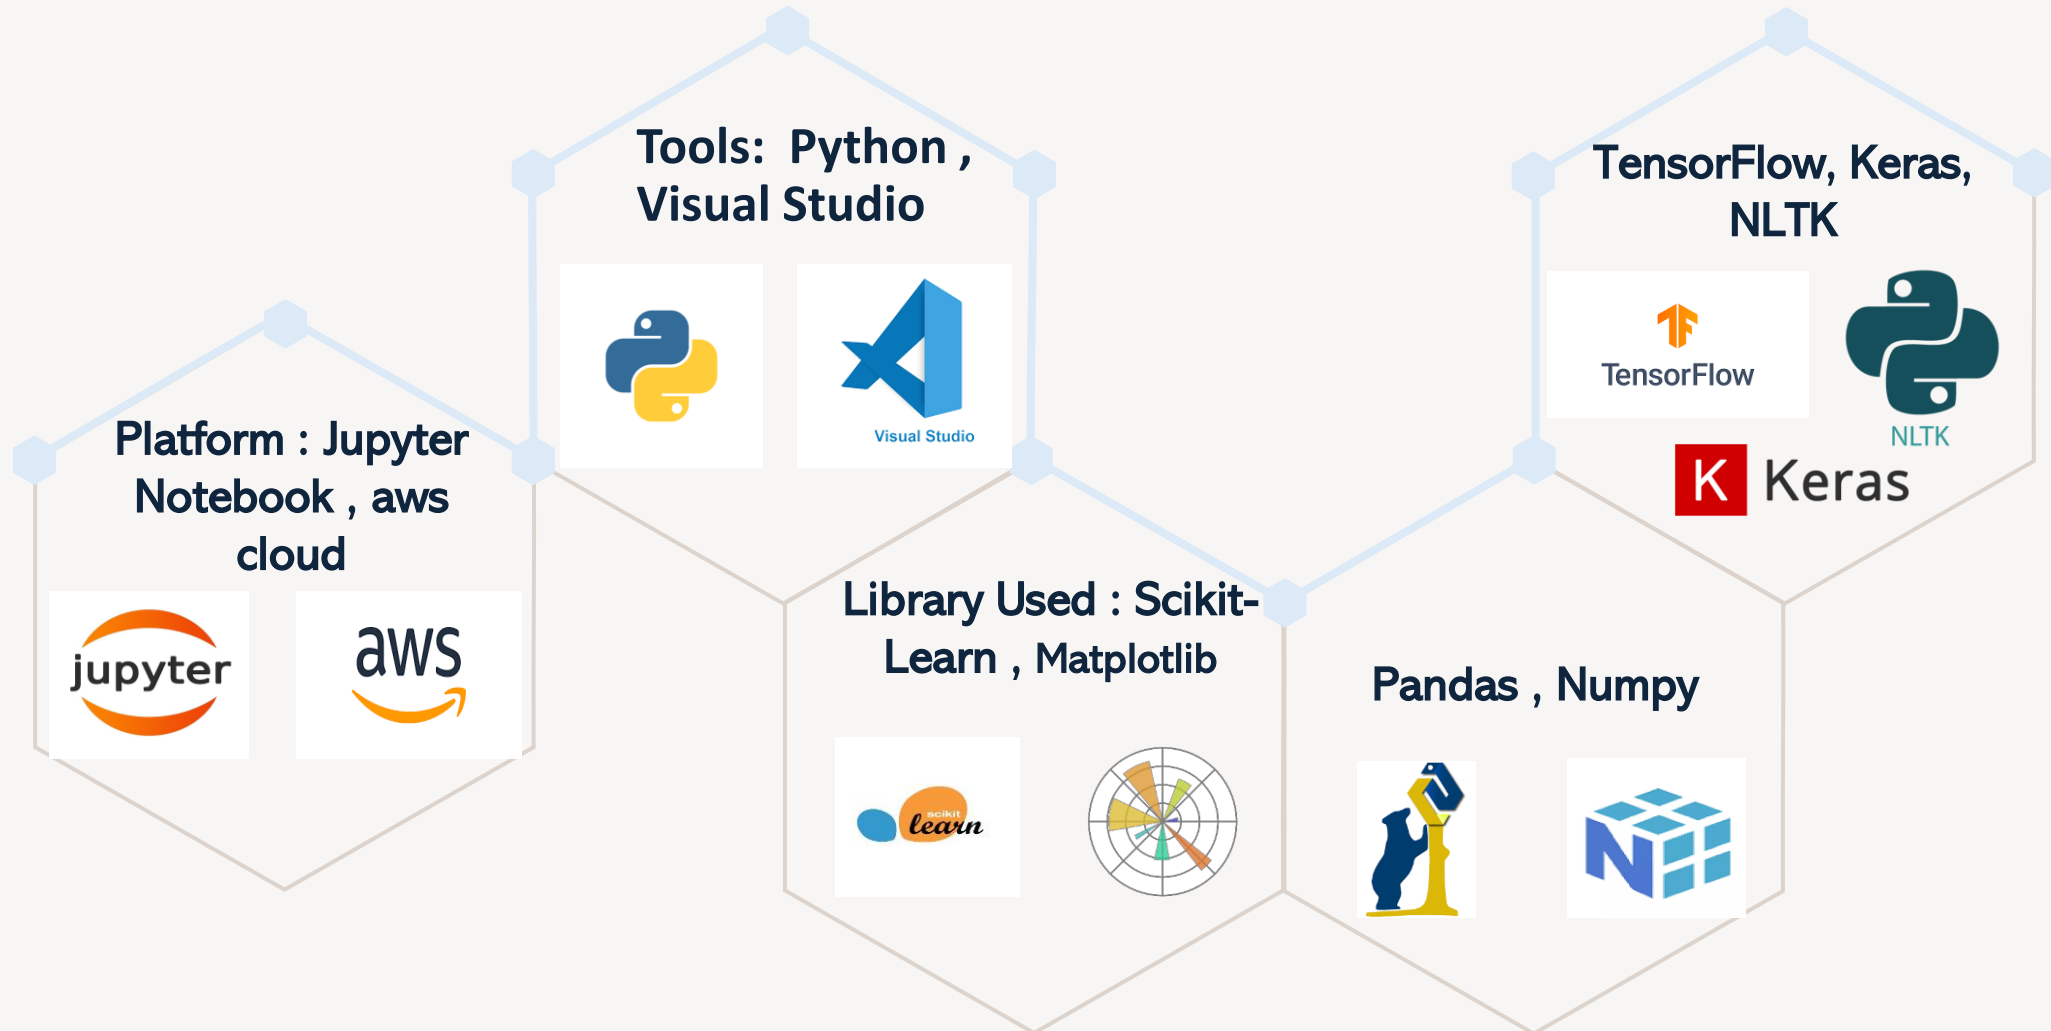 Platform : Jupyter
Notebook , aws
cloud
jupyter
aws
Tools:  Python ,
Visual Studio
Visual Studio
Library Used : Scikit-
Learn , Matplotlib
scikit
learn
Pandas , Numpy
N
TensorFlow, Keras,
NLTK
TensorFlow
NLTK
K Keras